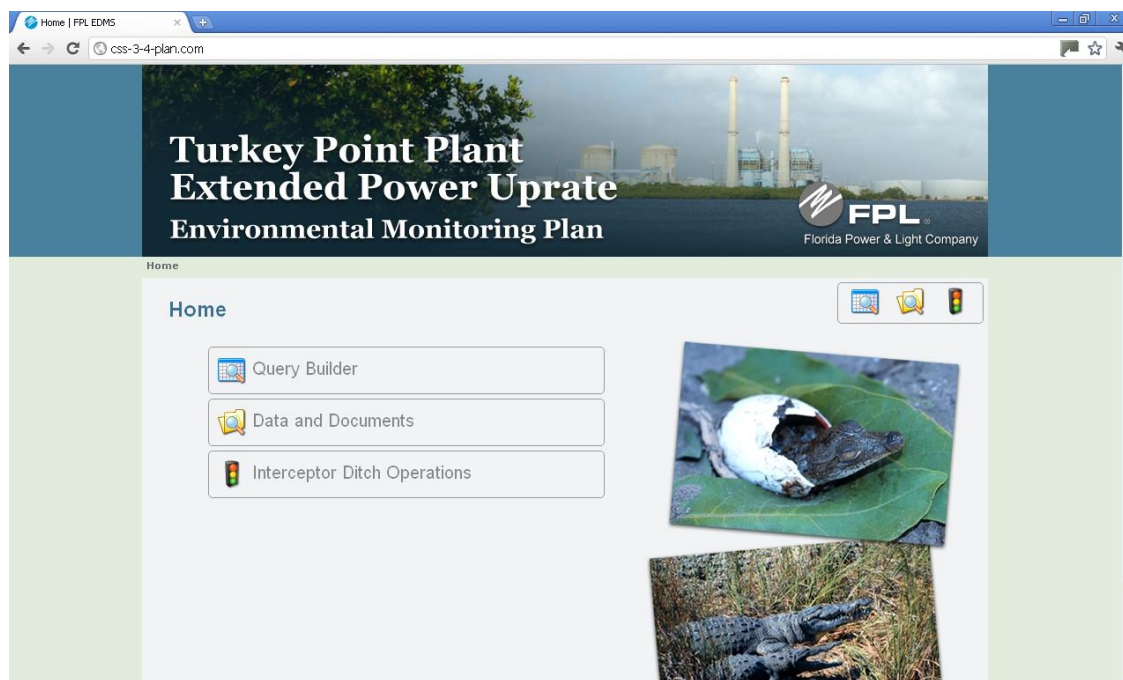 Home | FPL EDMS
css-3-4-plan.com
Turkey Point Plant
Extended Power Uprate
Environmental Monitoring Plan
FPL
Florida Power & Light Company
Home
Home
Query Builder
Data and Documents
Interceptor Ditch Operations